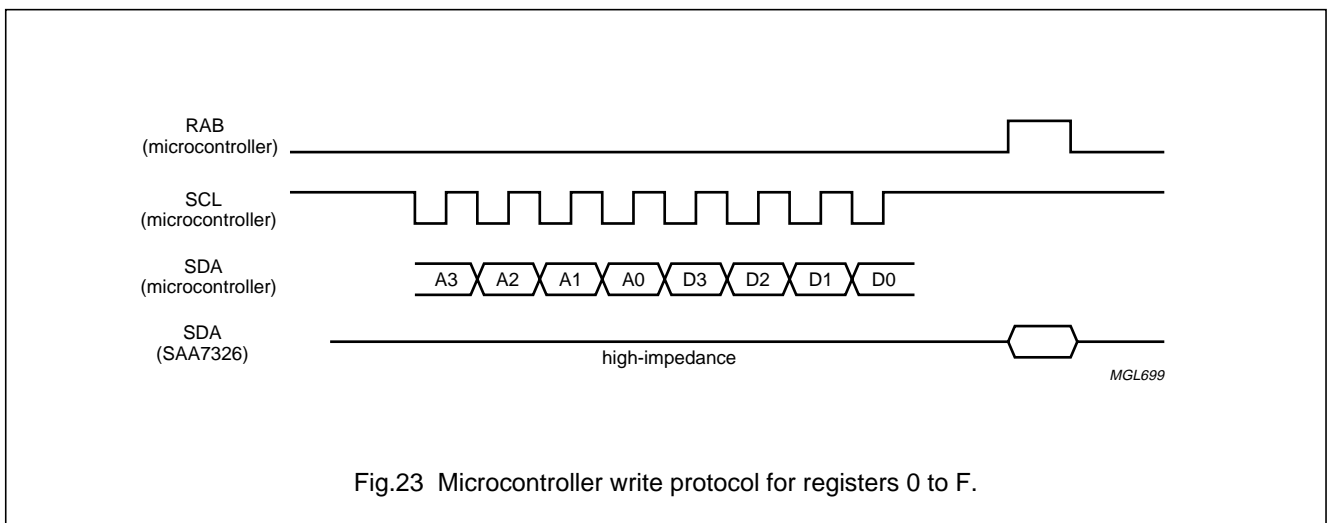 RAB
(microcontroller)
SCL
(microcontroller)
SDA
(microcontroller)
A3 A2 A1 A0 D3 D2 D1 D0
SDA
(SAA7326)
high-impedance
MGL699
Fig.23 Microcontroller write protocol for registers 0 to F.